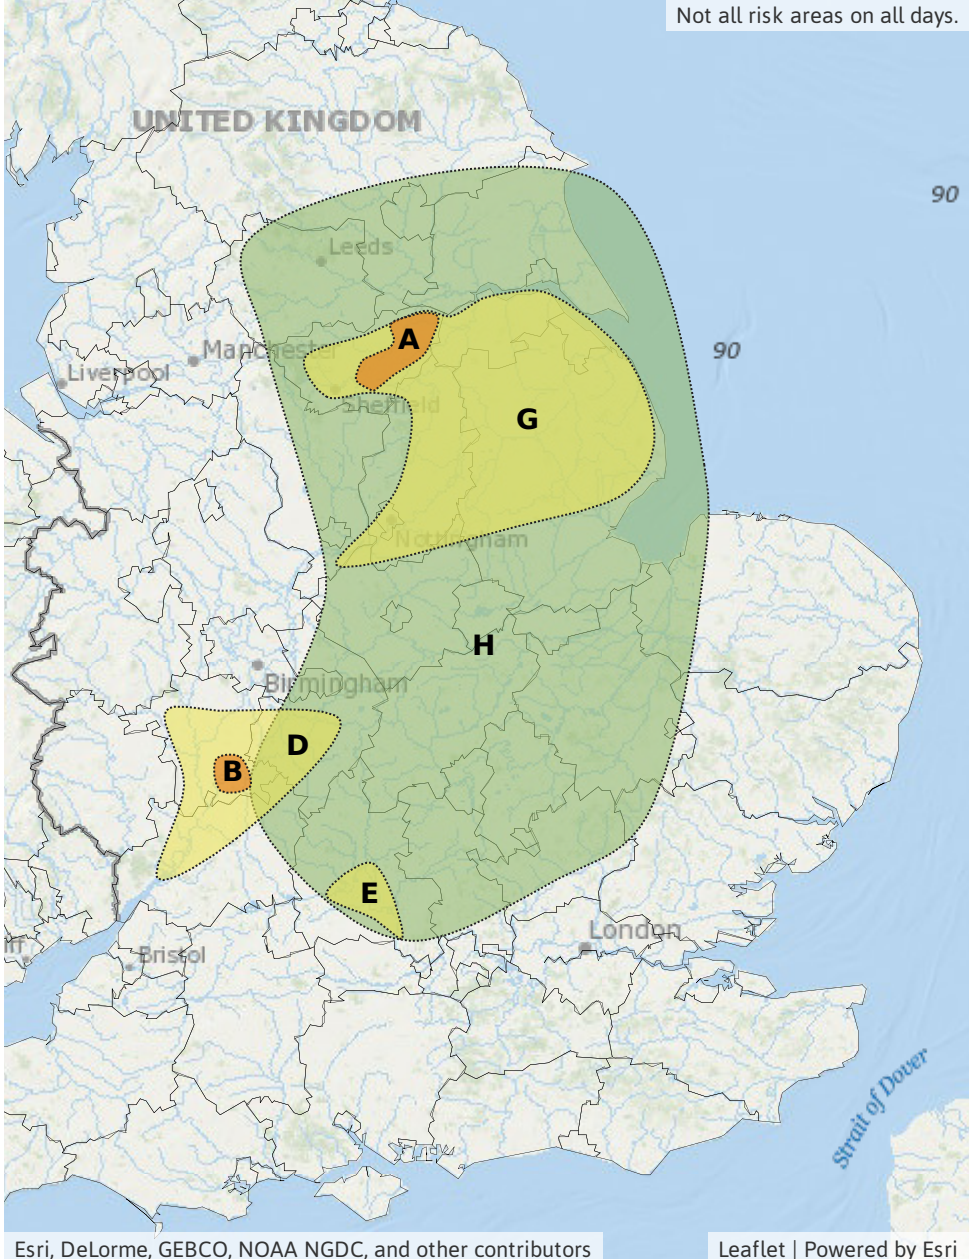 Not all risk areas on all days.
UNITED KINGDOM
90
Leeds
A
Manchester
90
Liverpool
Sheffield
G
Nottingham
H
Birmingham
D
B
E
London
Bristol
iff
Strait of Dover
Esri, DeLorme, GEBCO, NOAA NGDC, and other contributors
Leaflet | Powered by Esri